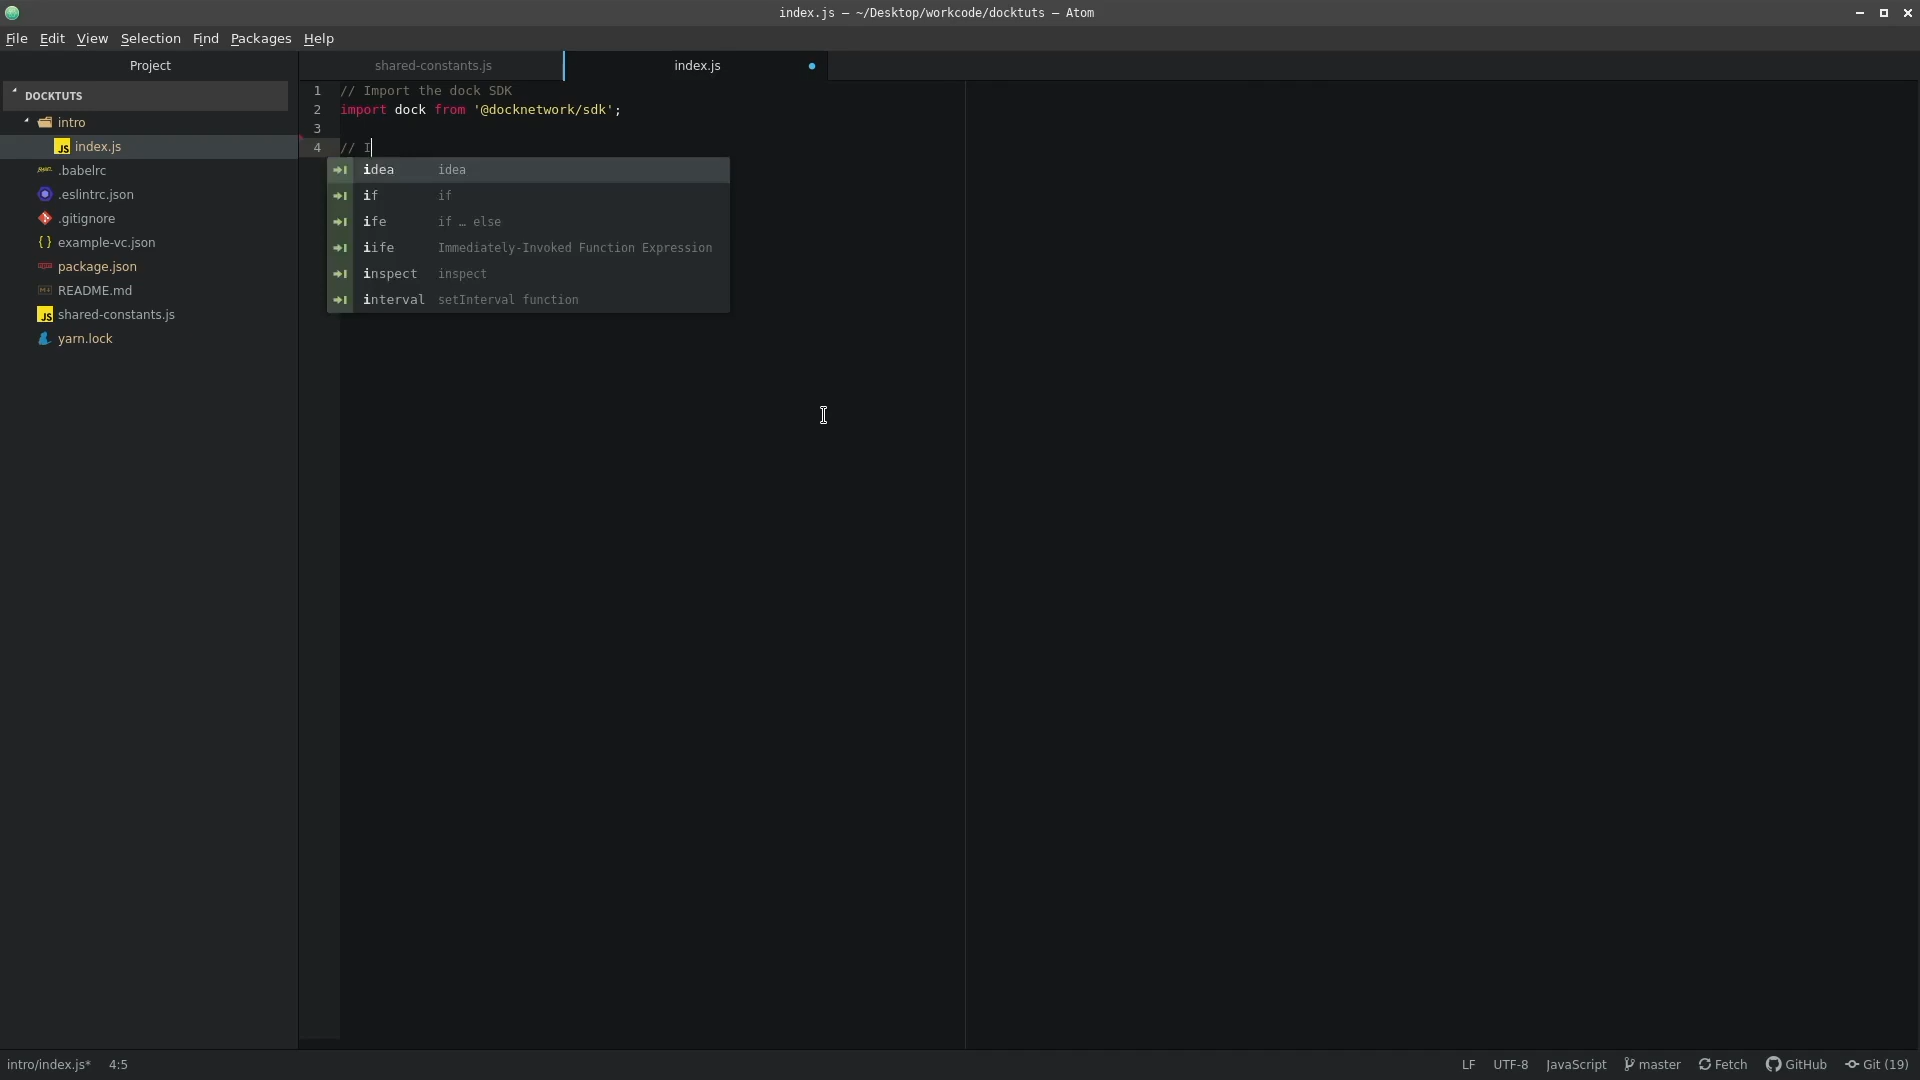 index.js — ~/Desktop/workcode/docktuts — Atom
File Edit View Selection Find Packages Help
Project
shared-constants.js
index.js
DOCKTUTS
intro
JS index.js
.babelrc
.eslintrc.json
.gitignore
{ } example-vc.json
package.json
README.md
JS shared-constants.js
yarn.lock
1 // Import the dock SDK
2 import dock from '@docknetwork/sdk';
3
4 // I
idea idea
if if
ife if … else
iife Immediately-Invoked Function Expression
inspect inspect
interval setInterval function
intro/index.js* 4:5
LF UTF-8 JavaScript master Fetch GitHub Git (19)